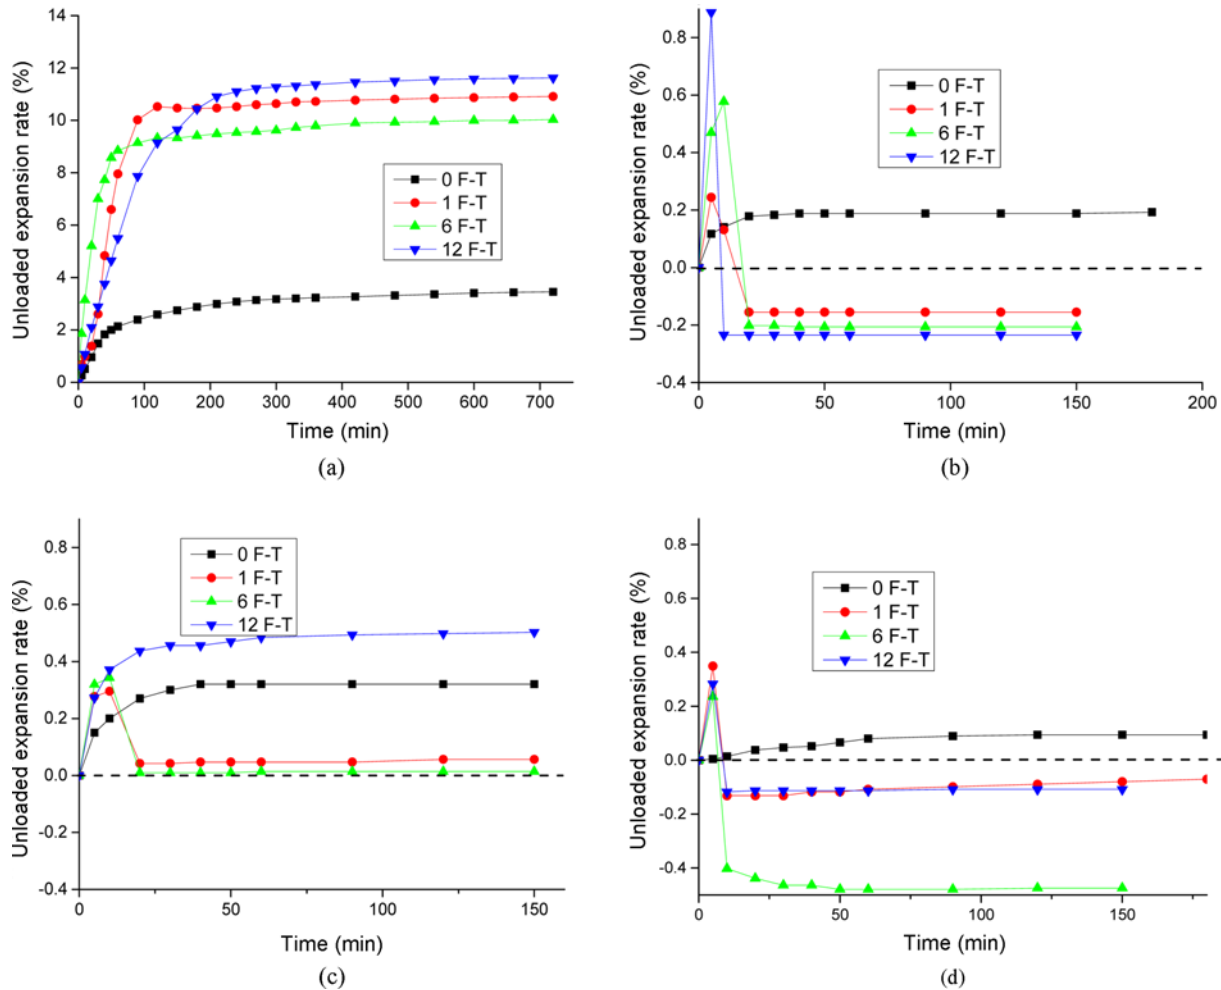 14
12
10
8
6
4
2
0
Unloaded expansion rate (%)
0 F-T
1 F-T
6 F-T
12 F-T
0 100 200 300 400 500 600 700
Time (min)
(a)
0.8
0.6
0.4
0.2
0.0
-0.2
-0.4
Unloaded expansion rate (%)
0 F-T
1 F-T
6 F-T
12 F-T
0 50 100 150 200
Time (min)
(b)
0.8
0.6
0.4
0.2
0.0
-0.2
-0.4
Unloaded expansion rate (%)
0 F-T
1 F-T
6 F-T
12 F-T
0 50 100 150
Time (min)
(c)
0.8
0.6
0.4
0.2
0.0
-0.2
-0.4
Unloaded expansion rate (%)
0 F-T
1 F-T
6 F-T
12 F-T
0 50 100 150
Time (min)
(d)